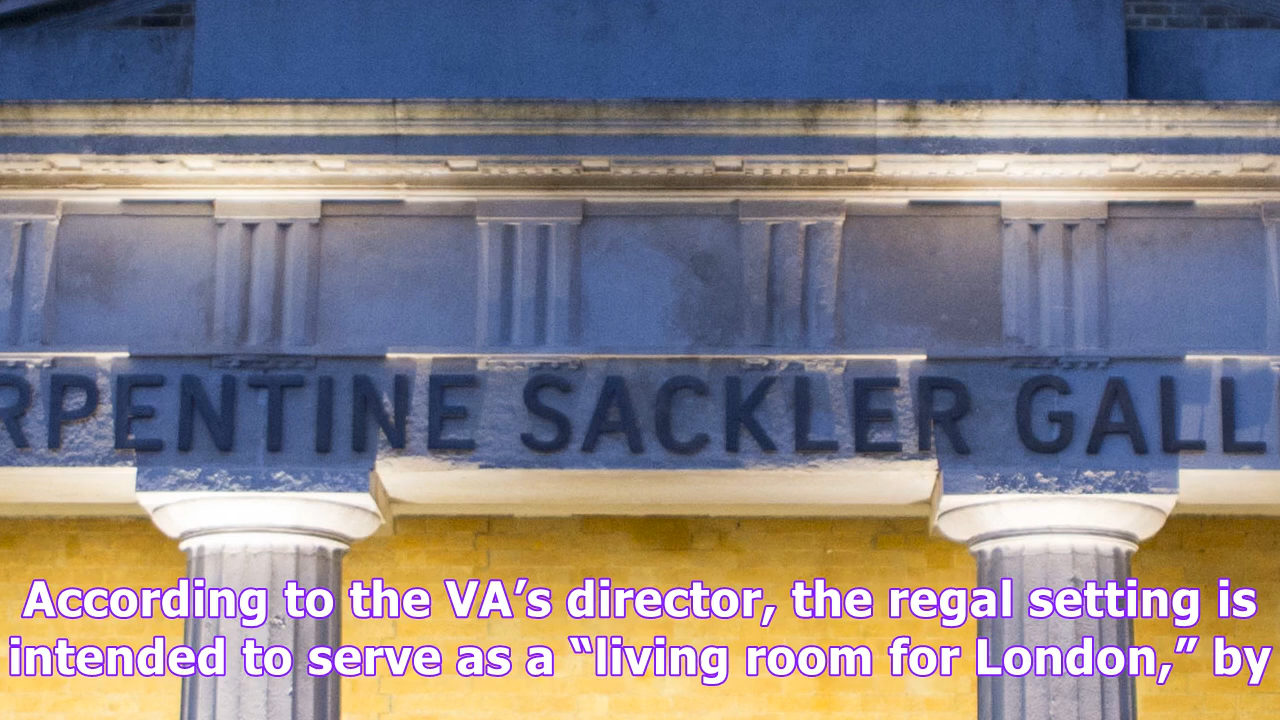 RPENTINE SACKLER GALL
According to the VA’s director, the regal setting is
intended to serve as a “living room for London,” by